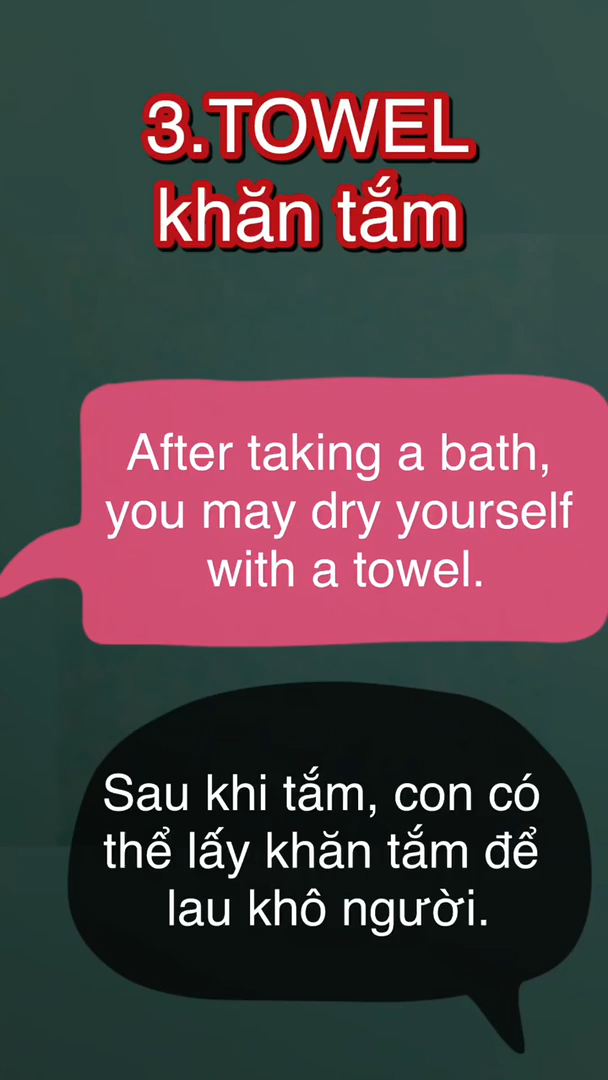 3.TOWEL
khăn tắm
After taking a bath,
you may dry yourself
with a towel.
Sau khi tắm, con có
thể lấy khăn tắm để
lau khô người.